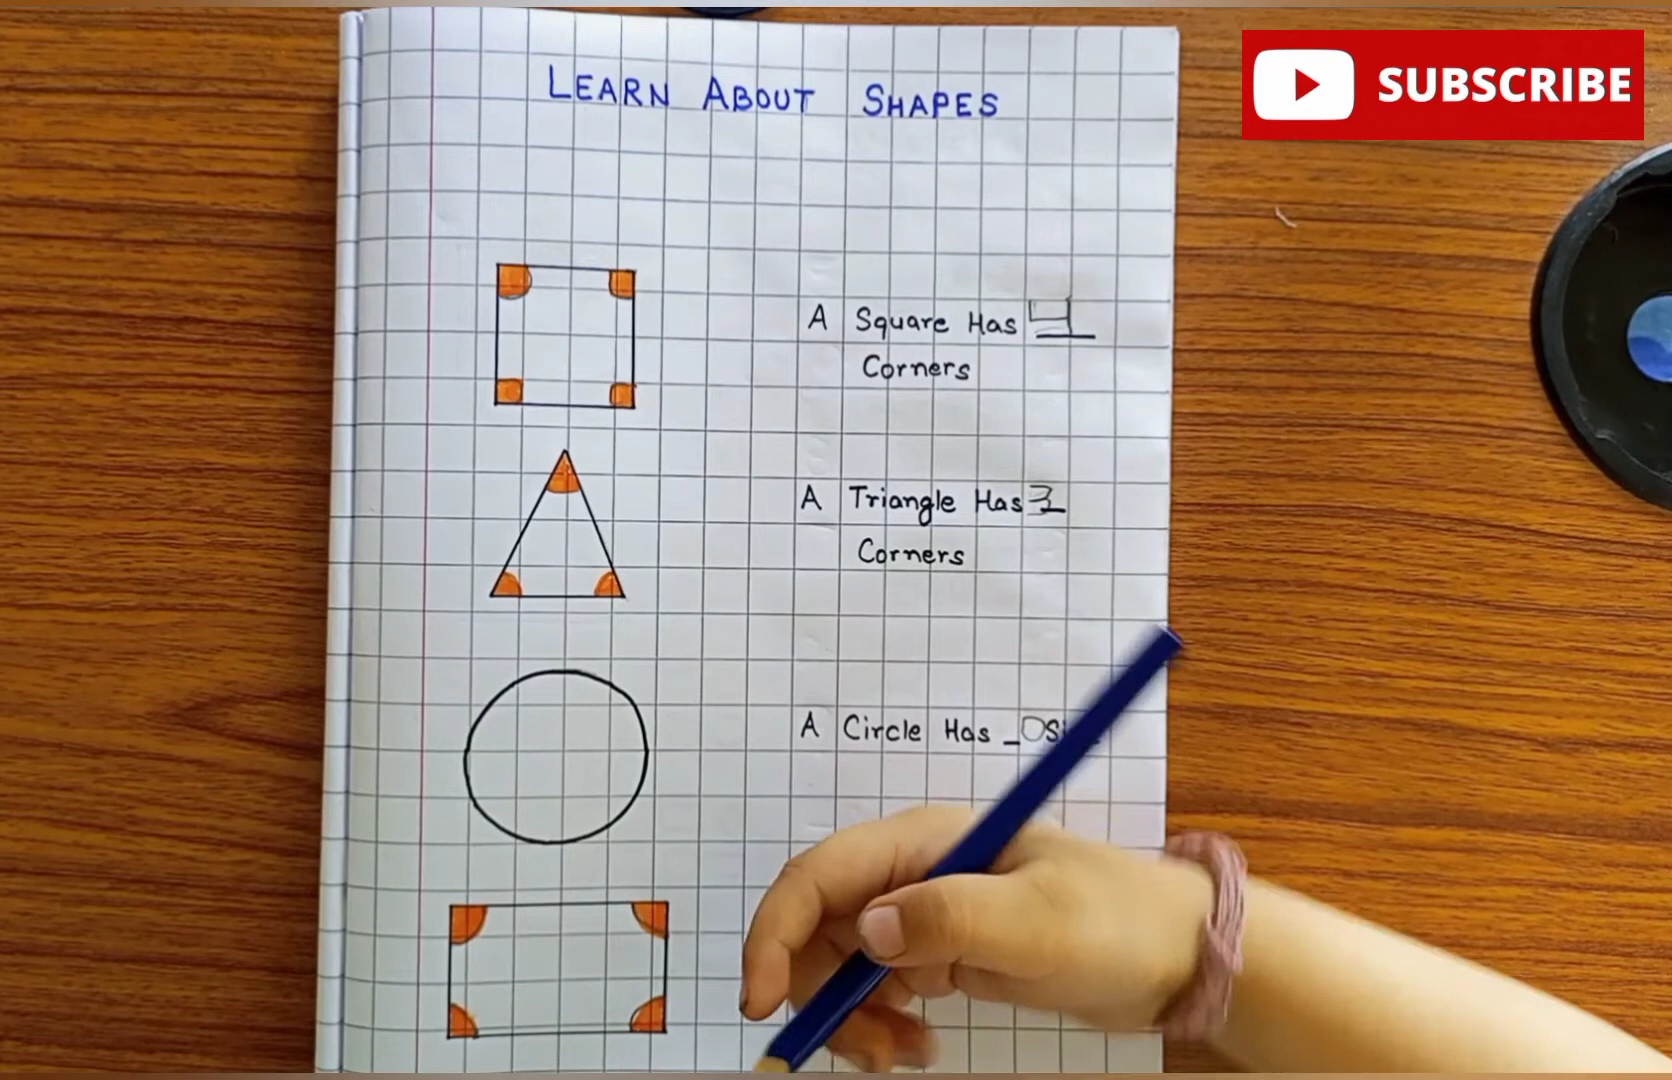 LEARN ABOUT SHAPES
SUBSCRIBE
A Square Has 4
Corners
A Triangle Has 3
Corners
A Circle Has 0